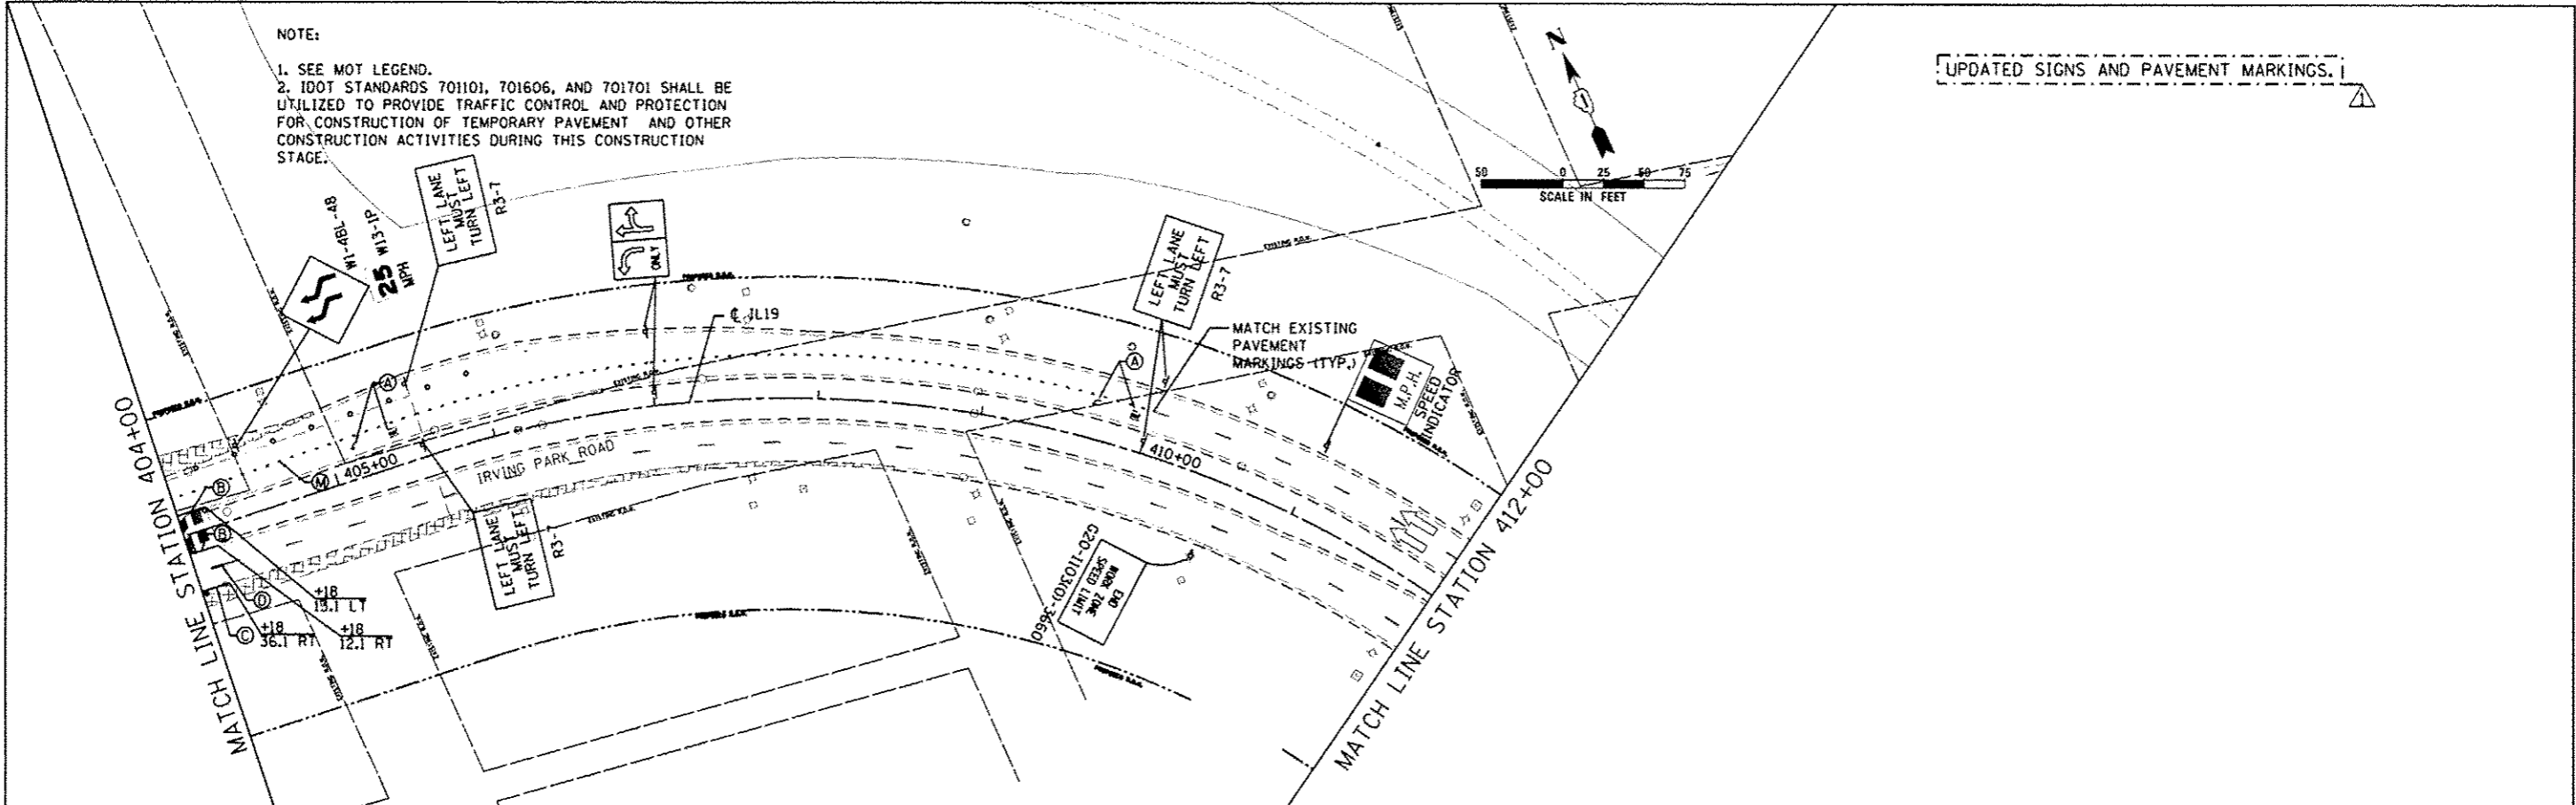 NOTE:
1. SEE MOT LEGEND.
2. IDOT STANDARDS 701101, 701606, AND 701701 SHALL BE
UTILIZED TO PROVIDE TRAFFIC CONTROL AND PROTECTION
FOR CONSTRUCTION OF TEMPORARY PAVEMENT AND OTHER
CONSTRUCTION ACTIVITIES DURING THIS CONSTRUCTION
STAGE.
UPDATED SIGNS AND PAVEMENT MARKINGS.
1
N
50 0 25 50 75
SCALE IN FEET
W1-4BL-48
25 W13-1P
MPH
LEFT LANE
MUST
TURN LEFT
R3-7
ONLY
℄ IL19
LEFT LANE
MUST
TURN LEFT
R3-7
MATCH EXISTING
PAVEMENT
MARKINGS (TYP.)
M.P.H.
SPEED
INDICATOR
EXISTING R.O.W.
PROPOSED R.O.W.
A
A
MATCH LINE STATION 404+00
M
405+00
IRVING PARK ROAD
410+00
B
B
D
C
+18
13.1 LT
+18
36.1 RT
+18
12.1 RT
LEFT LANE
MUST
TURN LEFT
R3-7
END
WORK ZONE
SPEED LIMIT
G20-I103(O)-3660
MATCH LINE STATION 412+00